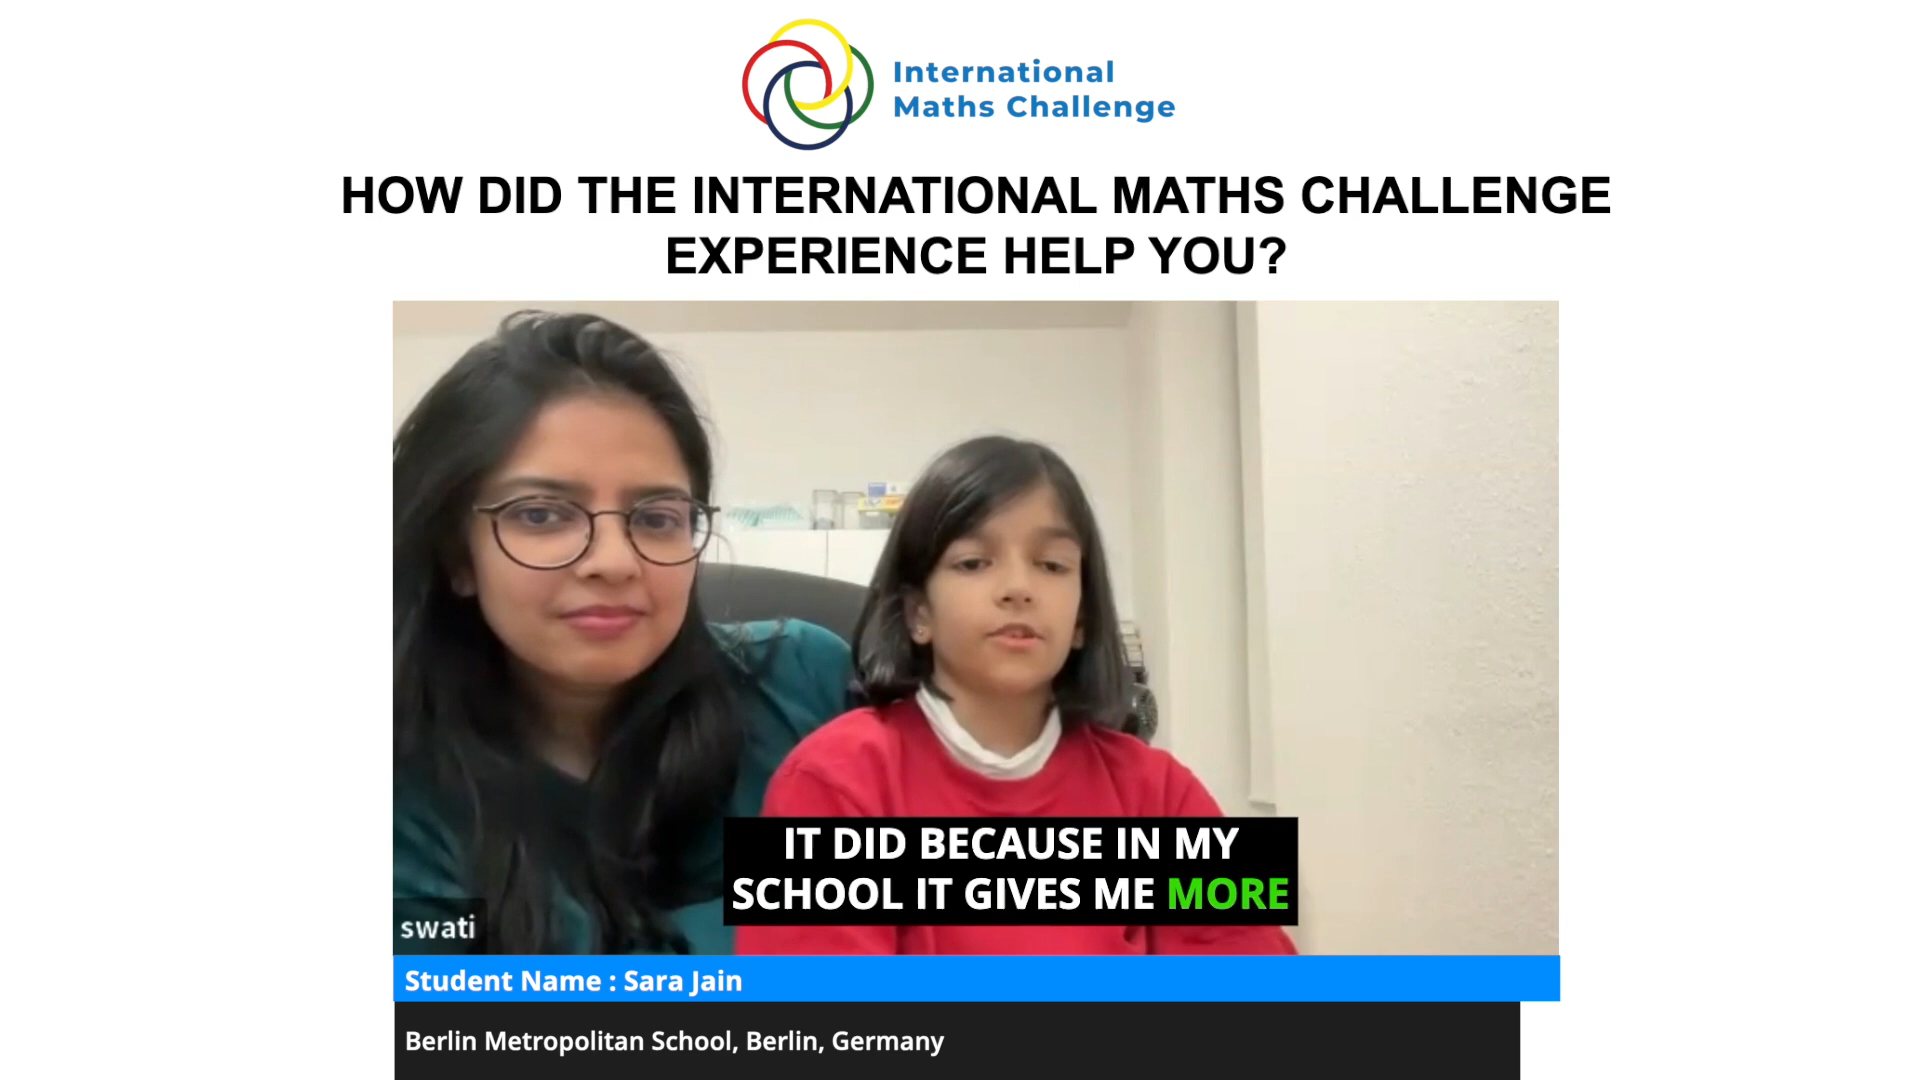 International
Maths Challenge
HOW DID THE INTERNATIONAL MATHS CHALLENGE
EXPERIENCE HELP YOU?
IT DID BECAUSE IN MY
SCHOOL IT GIVES ME MORE
swati
Student Name : Sara Jain
Berlin Metropolitan School, Berlin, Germany